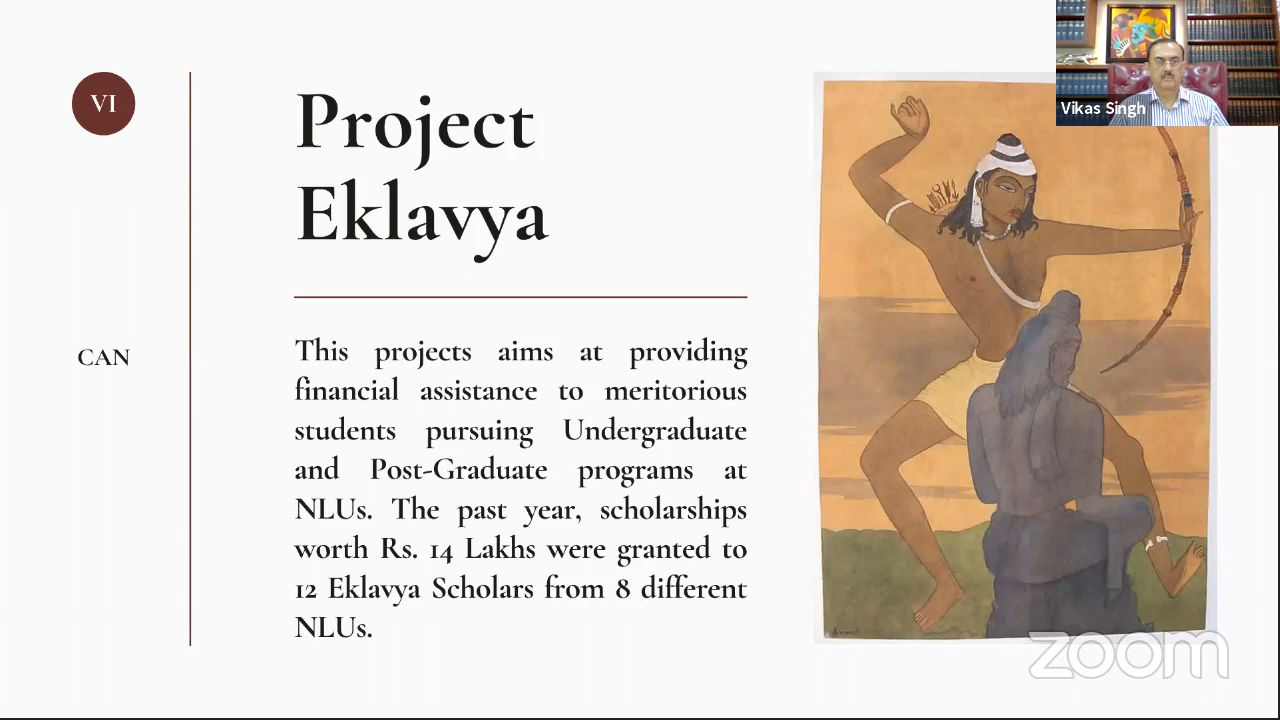 VI
Project
Eklavya
CAN
This projects aims at providing
financial assistance to meritorious
students pursuing Undergraduate
and Post-Graduate programs at
NLUs. The past year, scholarships
worth Rs. 14 Lakhs were granted to
12 Eklavya Scholars from 8 different
NLUs.
Vikas Singh
zoom